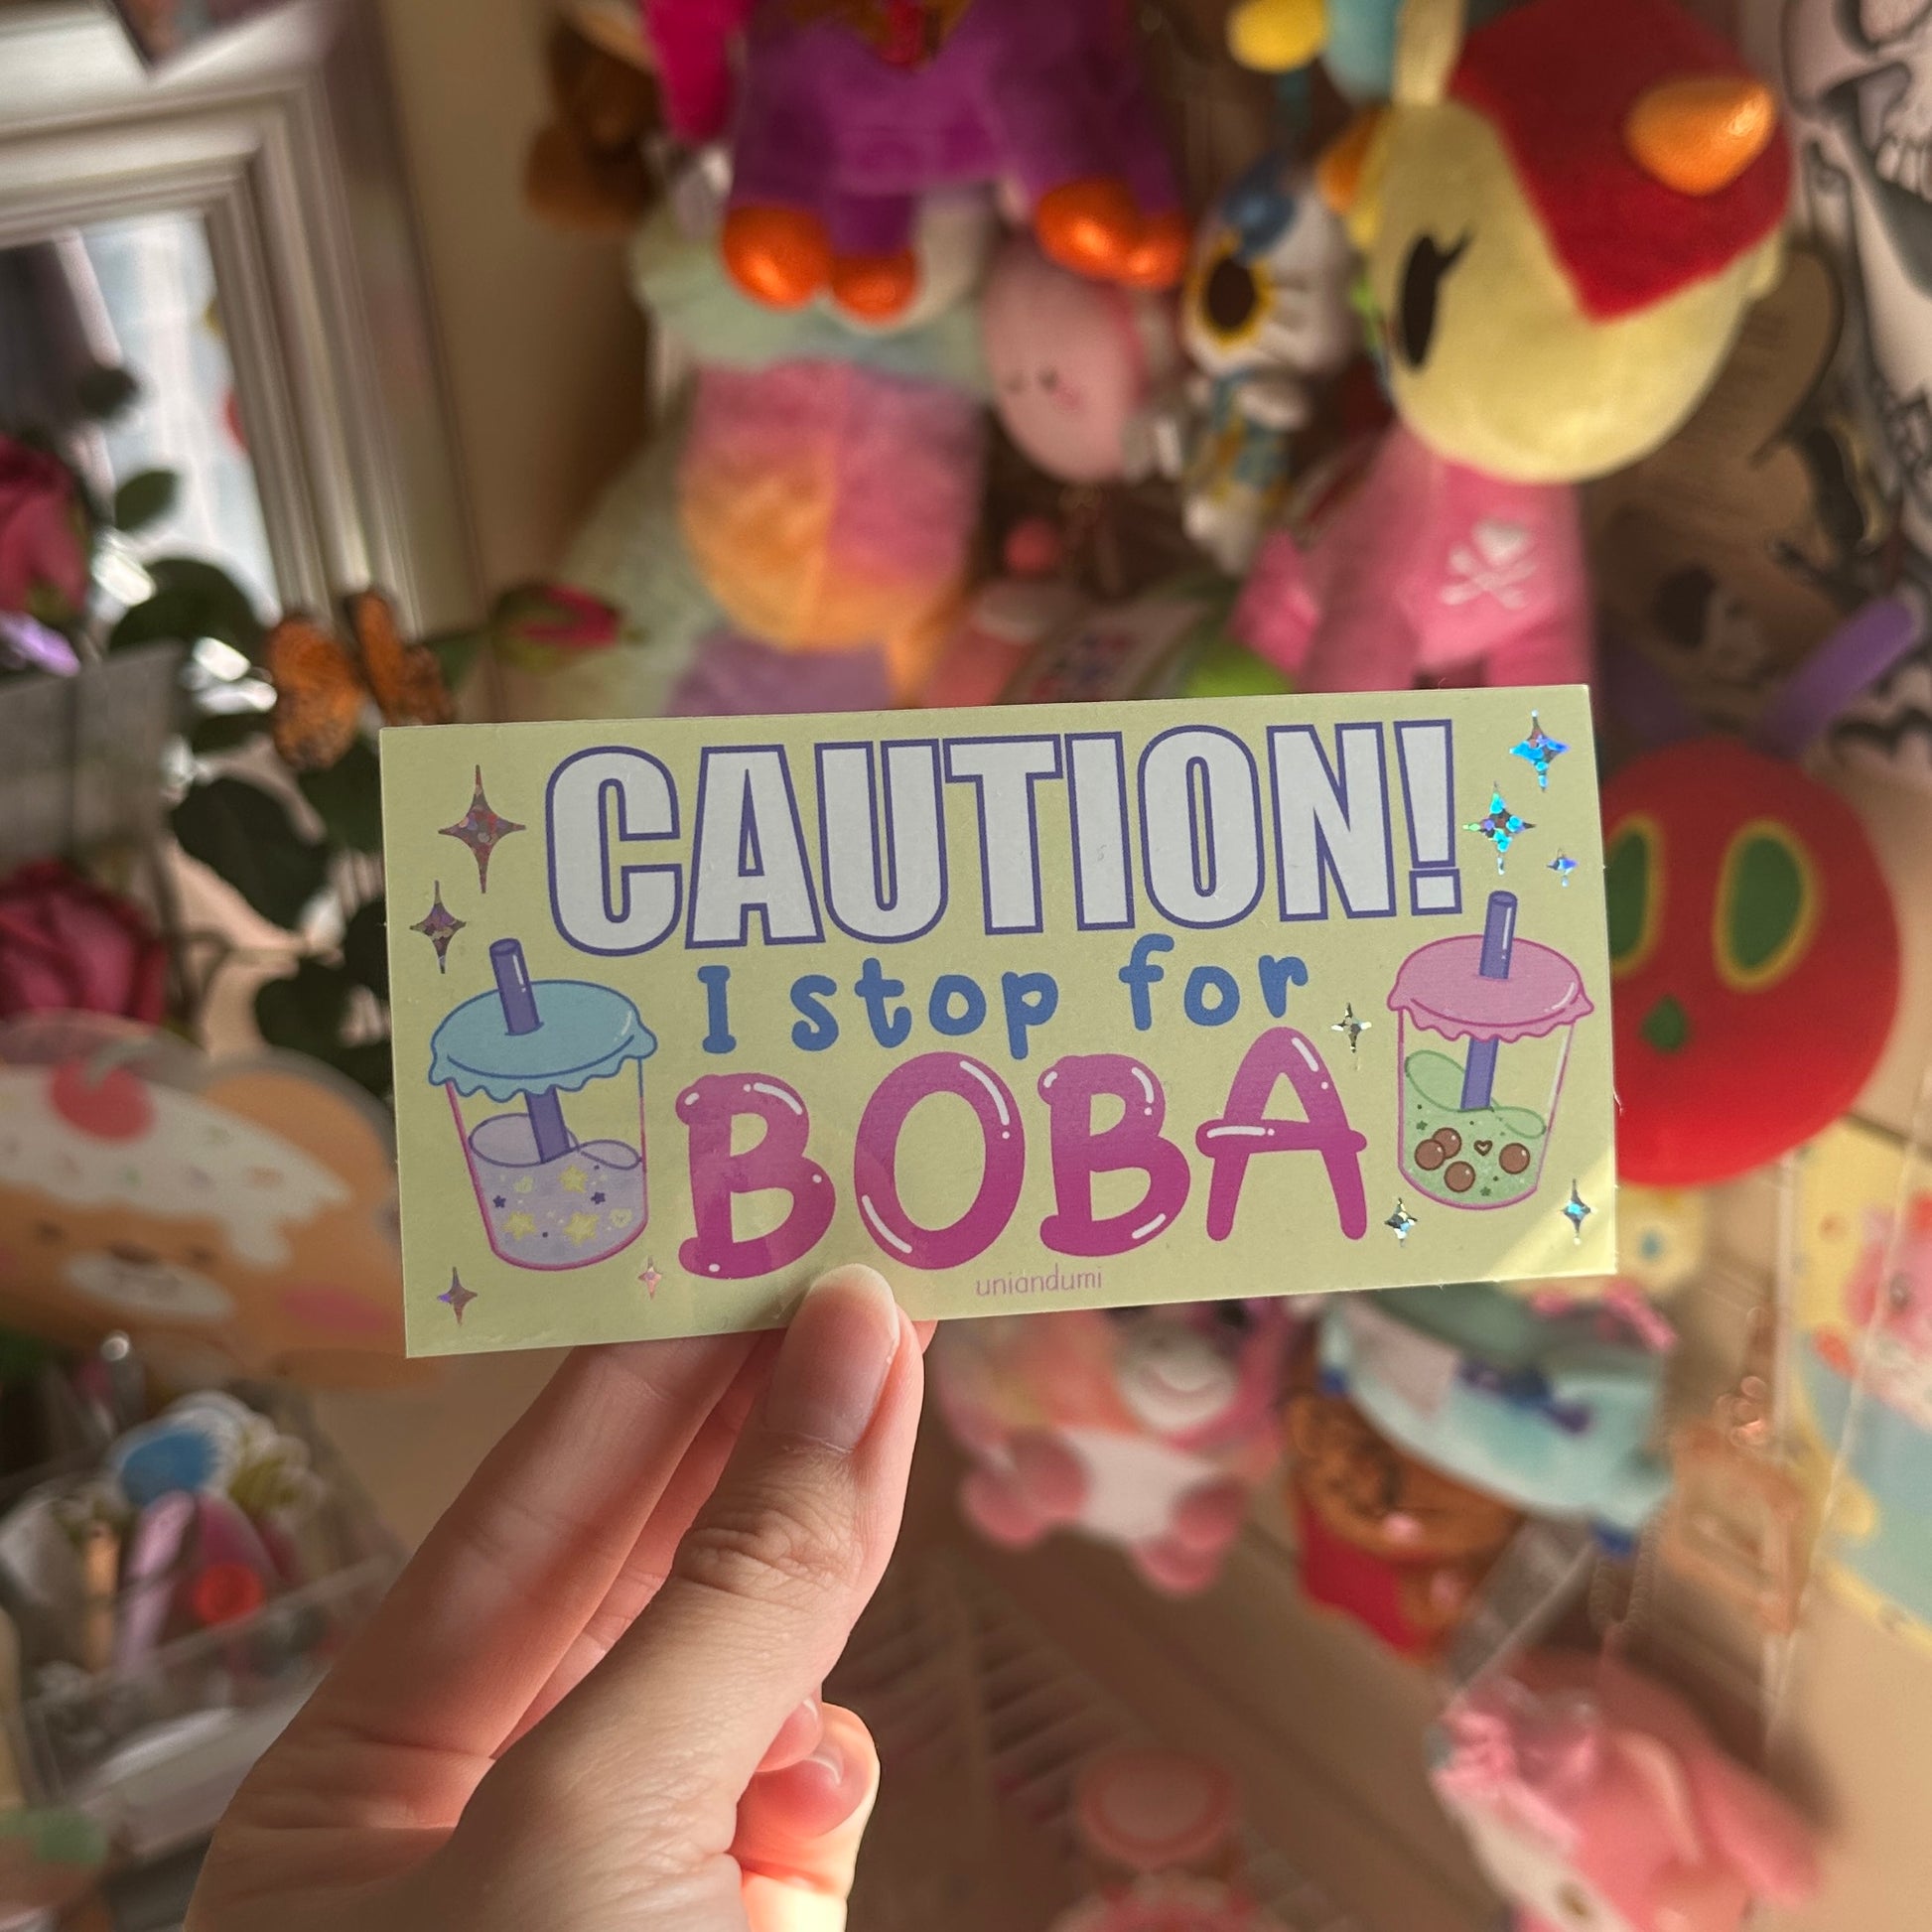 CAUTION!
I stop for
BOBA
uniandumi